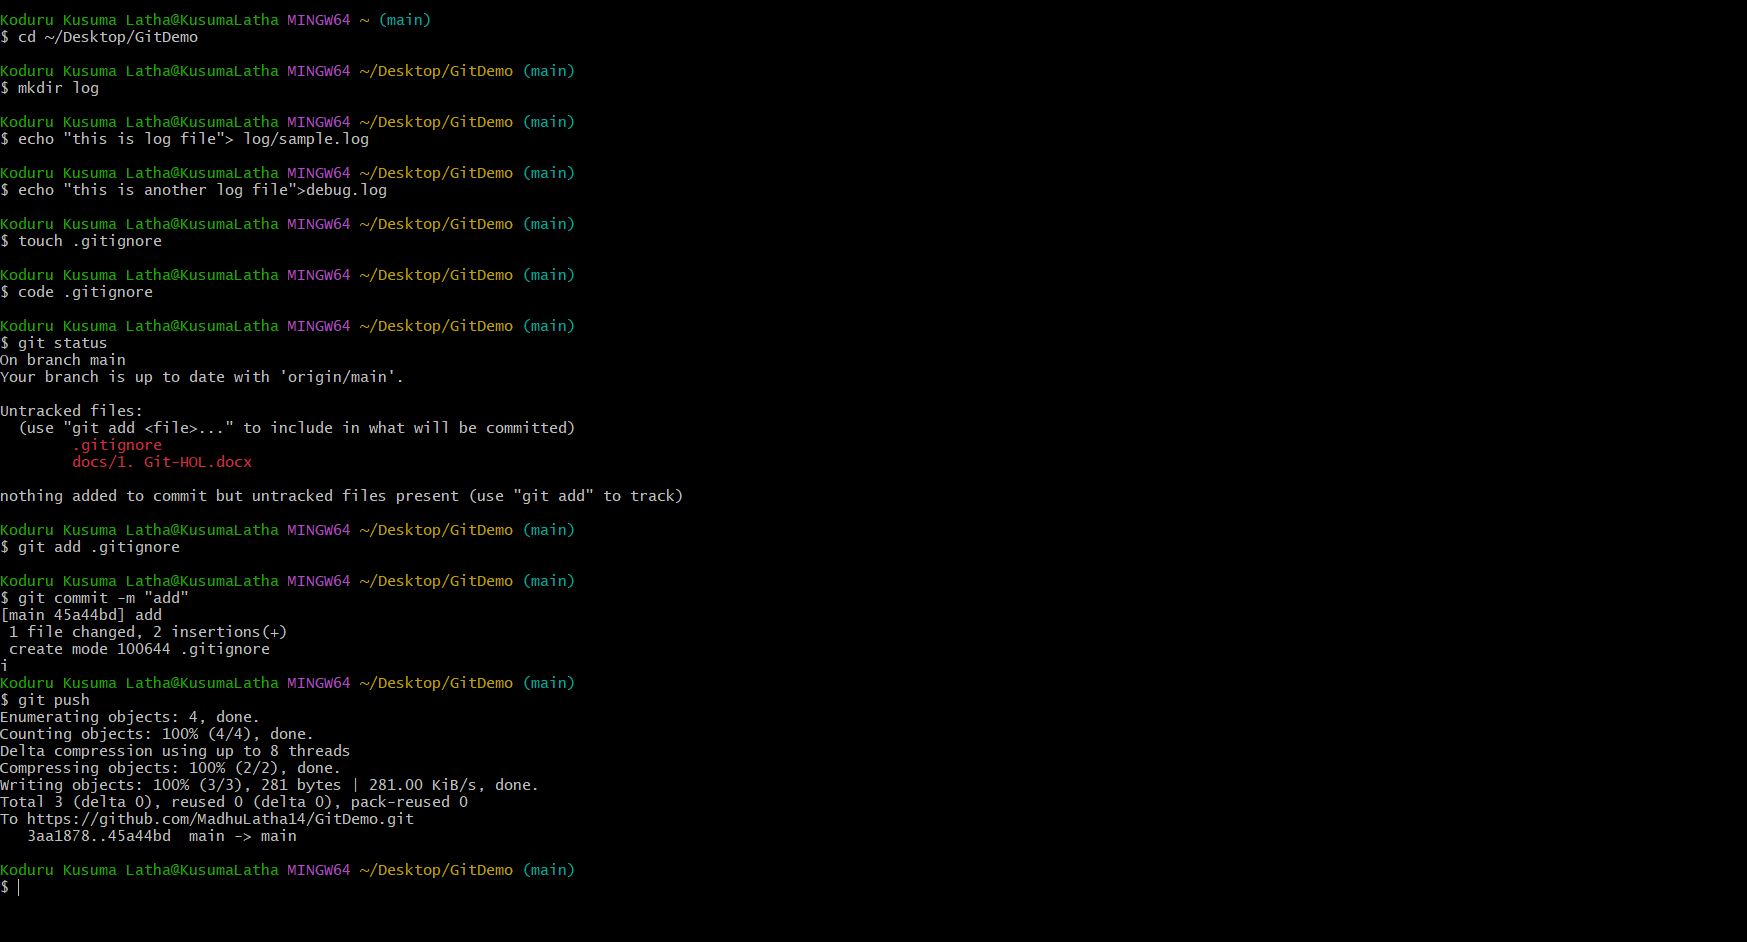 Koduru Kusuma Latha@KusumaLatha MINGW64 ~ (main)
$ cd ~/Desktop/GitDemo
Koduru Kusuma Latha@KusumaLatha MINGW64 ~/Desktop/GitDemo (main)
$ mkdir log
Koduru Kusuma Latha@KusumaLatha MINGW64 ~/Desktop/GitDemo (main)
$ echo "this is log file"> log/sample.log
Koduru Kusuma Latha@KusumaLatha MINGW64 ~/Desktop/GitDemo (main)
$ echo "this is another log file">debug.log
Koduru Kusuma Latha@KusumaLatha MINGW64 ~/Desktop/GitDemo (main)
$ touch .gitignore
Koduru Kusuma Latha@KusumaLatha MINGW64 ~/Desktop/GitDemo (main)
$ code .gitignore
Koduru Kusuma Latha@KusumaLatha MINGW64 ~/Desktop/GitDemo (main)
$ git status
On branch main
Your branch is up to date with 'origin/main'.
Untracked files:
  (use "git add <file>..." to include in what will be committed)
        .gitignore
        docs/1. Git-HOL.docx
nothing added to commit but untracked files present (use "git add" to track)
Koduru Kusuma Latha@KusumaLatha MINGW64 ~/Desktop/GitDemo (main)
$ git add .gitignore
Koduru Kusuma Latha@KusumaLatha MINGW64 ~/Desktop/GitDemo (main)
$ git commit -m "add"
[main 45a44bd] add
 1 file changed, 2 insertions(+)
 create mode 100644 .gitignore
i
Koduru Kusuma Latha@KusumaLatha MINGW64 ~/Desktop/GitDemo (main)
$ git push
Enumerating objects: 4, done.
Counting objects: 100% (4/4), done.
Delta compression using up to 8 threads
Compressing objects: 100% (2/2), done.
Writing objects: 100% (3/3), 281 bytes | 281.00 KiB/s, done.
Total 3 (delta 0), reused 0 (delta 0), pack-reused 0
To https://github.com/MadhuLatha14/GitDemo.git
   3aa1878..45a44bd  main -> main
Koduru Kusuma Latha@KusumaLatha MINGW64 ~/Desktop/GitDemo (main)
$